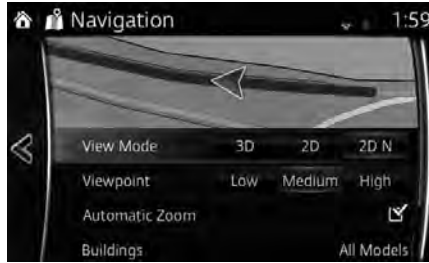 Navigation 1:59
View Mode 3D 2D 2D N
Viewpoint Low Medium High
Automatic Zoom
Buildings All Models